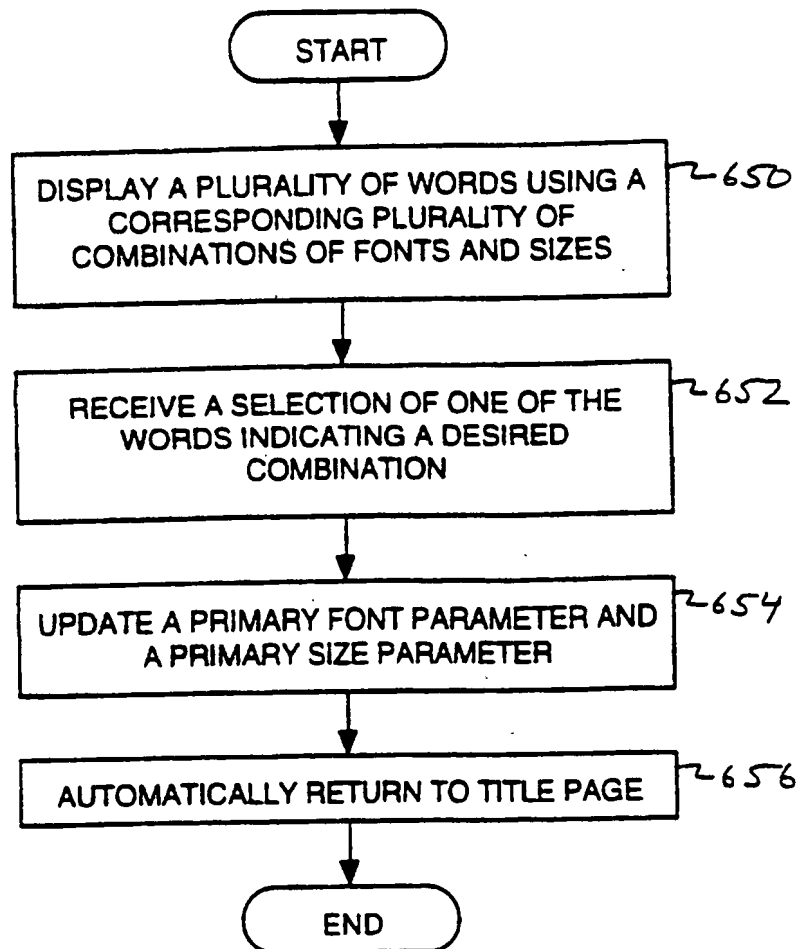 START
DISPLAY A PLURALITY OF WORDS USING A
CORRESPONDING PLURALITY OF
COMBINATIONS OF FONTS AND SIZES
650
RECEIVE A SELECTION OF ONE OF THE
WORDS INDICATING A DESIRED
COMBINATION
652
UPDATE A PRIMARY FONT PARAMETER AND
A PRIMARY SIZE PARAMETER
654
AUTOMATICALLY RETURN TO TITLE PAGE
656
END